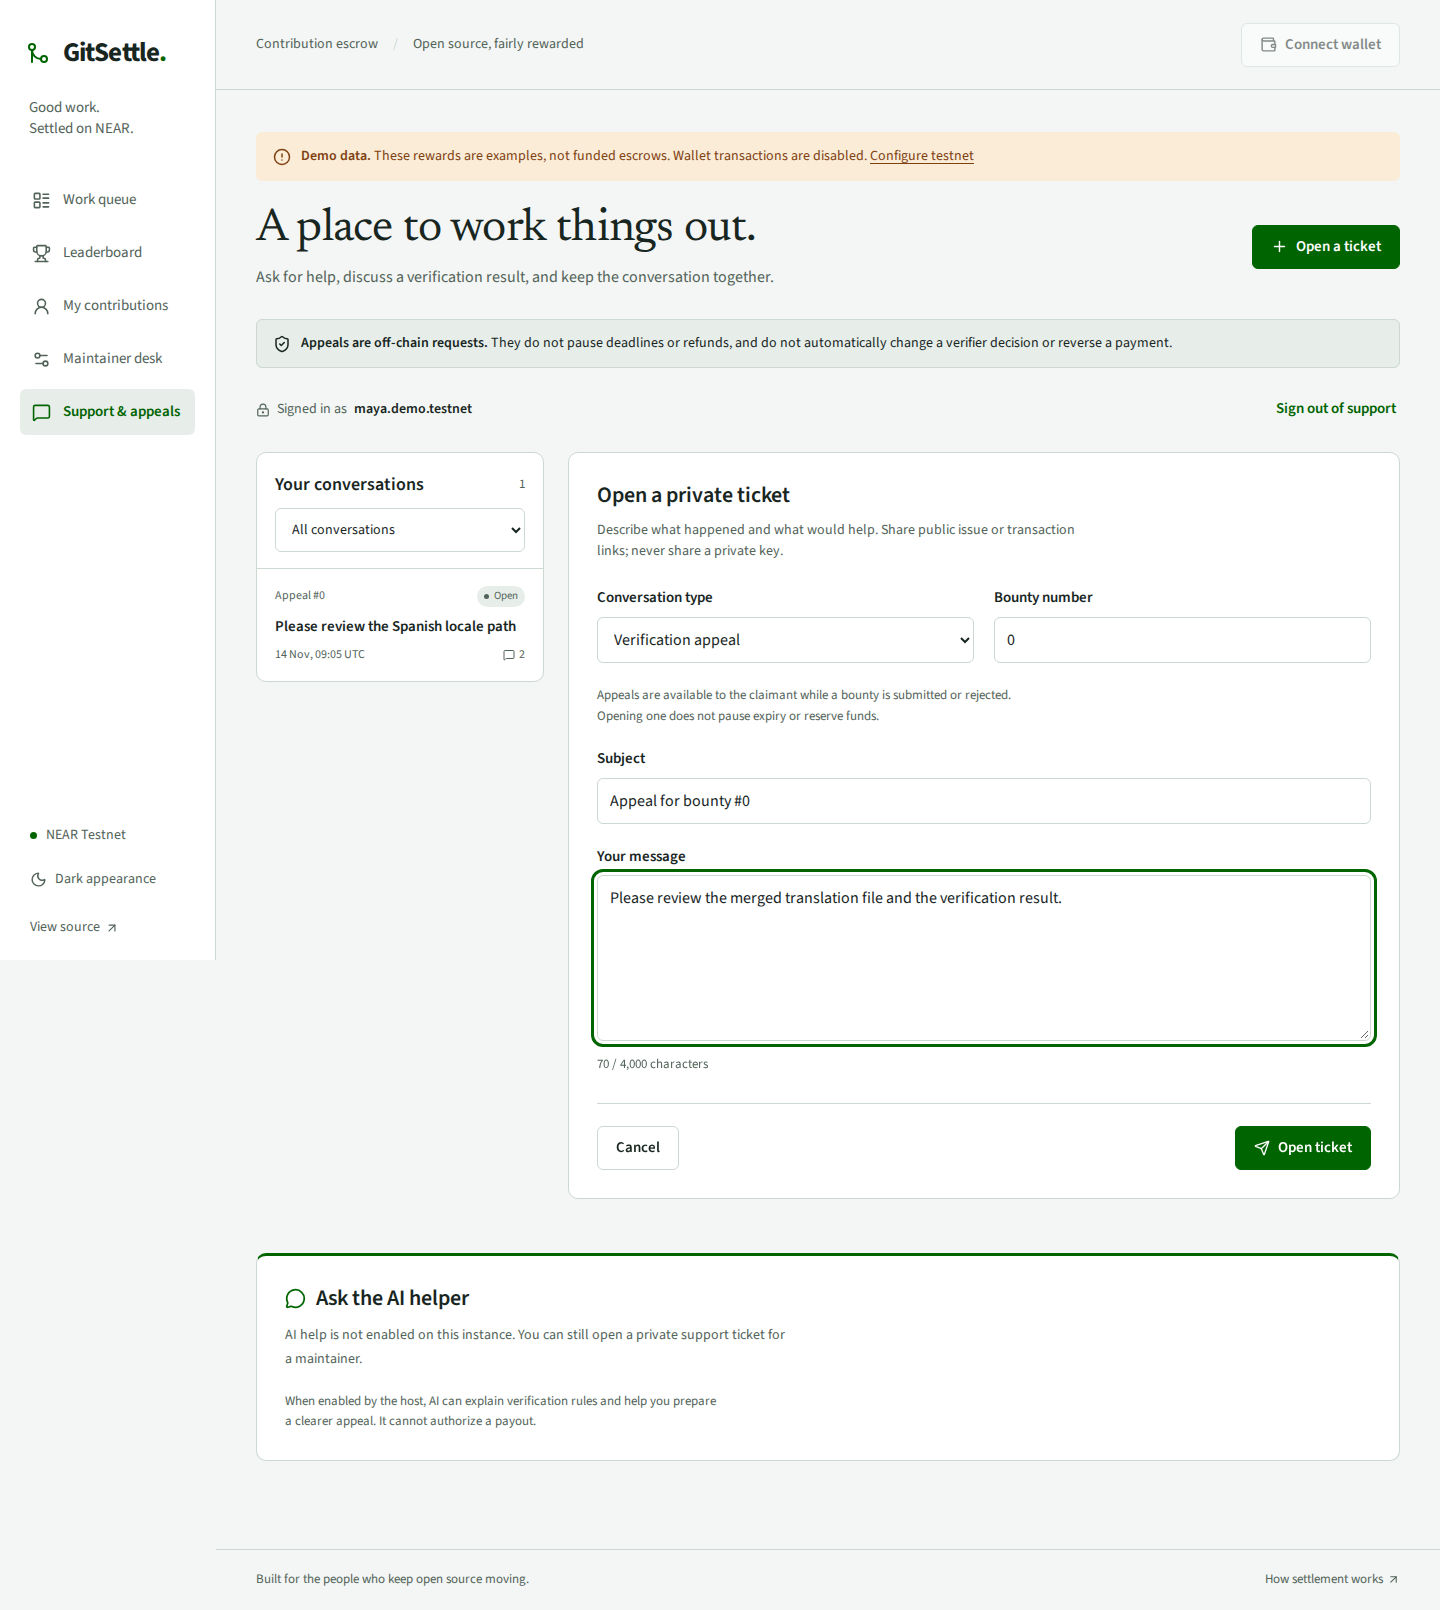 GitSettle.
Good work.
Settled on NEAR.
Work queue
Leaderboard
My contributions
Maintainer desk
Support & appeals
NEAR Testnet
Dark appearance
View source
Contribution escrow / Open source, fairly rewarded
Connect wallet
Demo data. These rewards are examples, not funded escrows. Wallet transactions are disabled. Configure testnet
A place to work things out.
Ask for help, discuss a verification result, and keep the conversation together.
Open a ticket
Appeals are off-chain requests. They do not pause deadlines or refunds, and do not automatically change a verifier decision or reverse a payment.
Signed in as maya.demo.testnet
Sign out of support
Your conversations 1
All conversations
Appeal #0 Open
Please review the Spanish locale path
14 Nov, 09:05 UTC 2
Open a private ticket
Describe what happened and what would help. Share public issue or transaction
links; never share a private key.
Conversation type Bounty number
Verification appeal 0
Appeals are available to the claimant while a bounty is submitted or rejected.
Opening one does not pause expiry or reserve funds.
Subject
Appeal for bounty #0
Your message
Please review the merged translation file and the verification result.
70 / 4,000 characters
Cancel Open ticket
Ask the AI helper
AI help is not enabled on this instance. You can still open a private support ticket for
a maintainer.
When enabled by the host, AI can explain verification rules and help you prepare
a clearer appeal. It cannot authorize a payout.
Built for the people who keep open source moving.
How settlement works